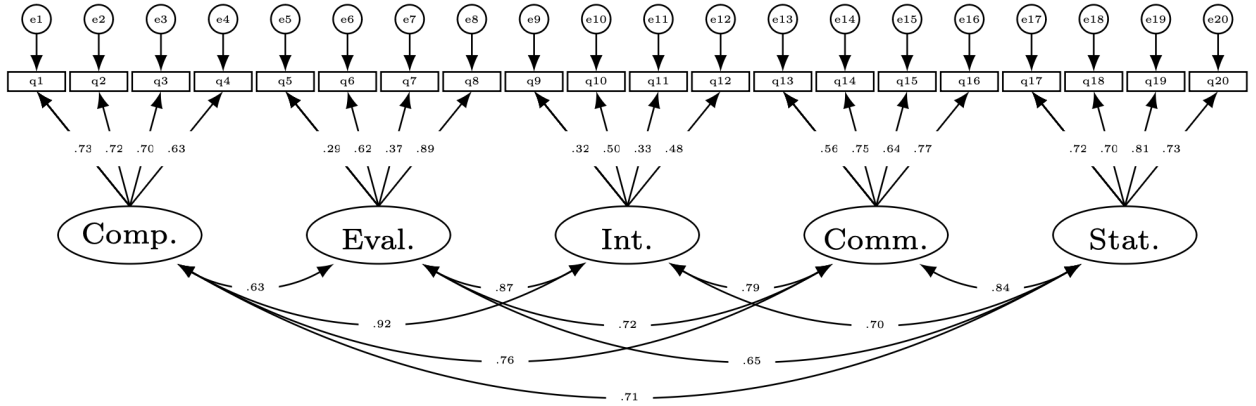 e1 e2 e3 e4 e5 e6 e7 e8 e9 e10 e11 e12 e13 e14 e15 e16 e17 e18 e19 e20
q1 q2 q3 q4 q5 q6 q7 q8 q9 q10 q11 q12 q13 q14 q15 q16 q17 q18 q19 q20
.73 .72 .70 .63 .29 .62 .37 .89 .32 .50 .33 .48 .56 .75 .64 .77 .72 .70 .81 .73
Comp. Eval. Int. Comm. Stat.
.63 .87 .79 .84
.92 .72 .70
.76 .65
.71